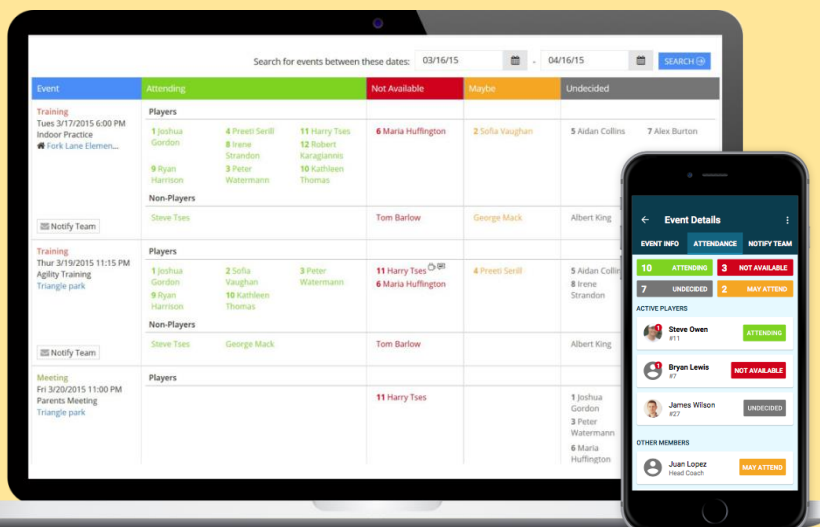 Search for events between these dates: 03/16/15 - 04/16/15 SEARCH
Event Attending Not Available Maybe Undecided
Training
Tues 3/17/2015 6:00 PM
Indoor Practice
Fork Lane Elemen...
Notify Team
Players
1 Joshua
Gordon
9 Ryan
Harrison
4 Preeti Serill
8 Irene
Strandon
3 Peter
Watermann
11 Harry Tses
12 Robert
Karagiannis
10 Kathleen
Thomas
6 Maria Huffington
2 Sofia Vaughan
5 Aidan Collins
7 Alex Burton
Non-Players
Steve Tses
Tom Barlow
George Mack
Albert King
Training
Thur 3/19/2015 11:15 PM
Agility Training
Triangle park
Notify Team
Players
1 Joshua
Gordon
9 Ryan
Harrison
2 Sofia
Vaughan
10 Kathleen
Thomas
3 Peter
Watermann
11 Harry Tses
6 Maria Huffington
4 Preeti Serill
5 Aidan Collin
8 Irene
Strandon
Non-Players
Steve Tses
George Mack
Tom Barlow
Albert King
Meeting
Fri 3/20/2015 11:00 PM
Parents Meeting
Triangle park
Players
11 Harry Tses
1 Joshua
Gordon
3 Peter
Watermann
6 Maria
Huffington
Event Details
EVENT INFO ATTENDANCE NOTIFY TEAM
10 ATTENDING 3 NOT AVAILABLE
7 UNDECIDED 2 MAY ATTEND
ACTIVE PLAYERS
1
Steve Owen
#11
ATTENDING
1
Bryan Lewis
#7
NOT AVAILABLE
James Wilson
#27
UNDECIDED
OTHER MEMBERS
Juan Lopez
Head Coach
MAY ATTEND